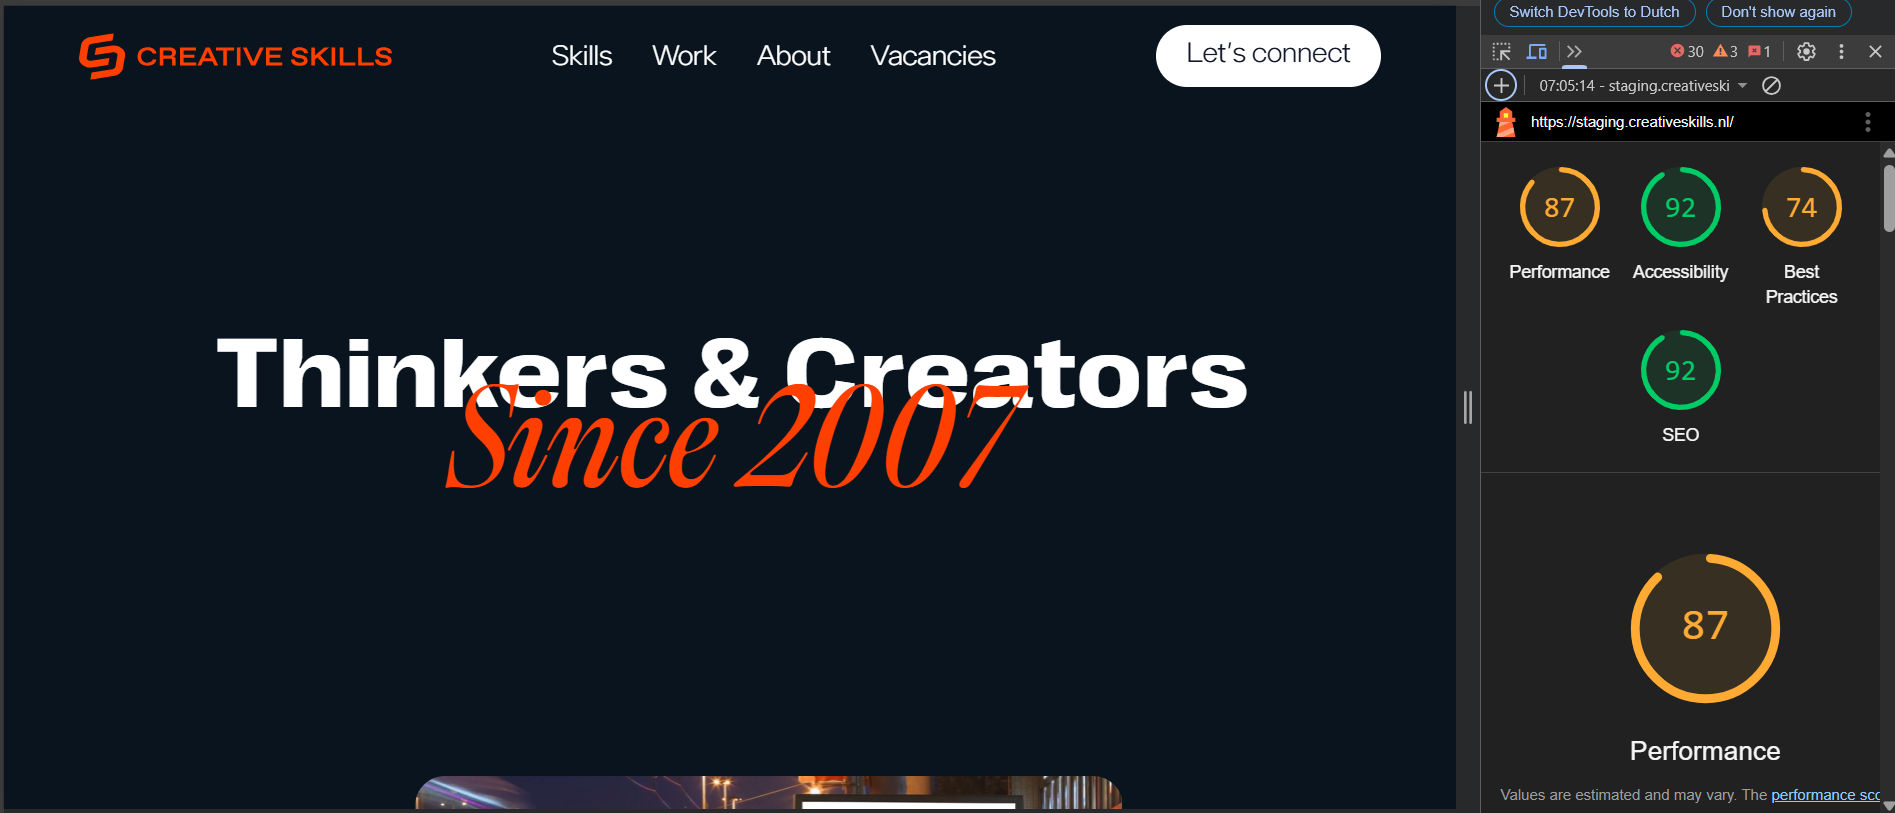 CREATIVE SKILLS
Skills Work About Vacancies
Let's connect
Thinkers & Creators
Since 2007
Switch DevTools to Dutch Don't show again
30 3 1
07:05:14 - staging.creativeski
https://staging.creativeskills.nl/
87 92 74
Performance Accessibility Best
Practices
92
SEO
87
Performance
Values are estimated and may vary. The performance sco